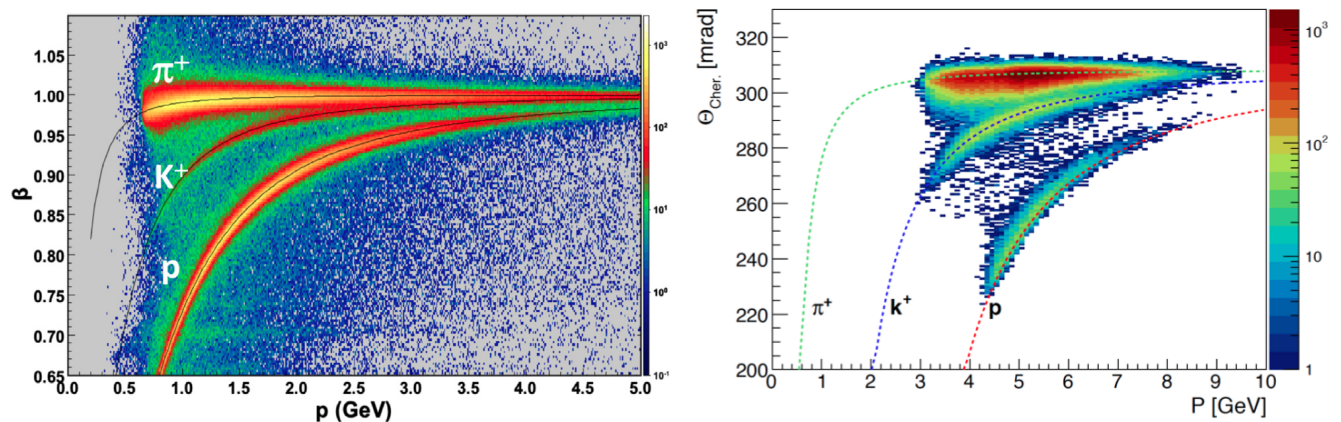 1.05
1.00
0.95
0.90
0.85
0.80
0.75
0.70
0.65
β
π+
K+
p
0.0 0.5 1.0 1.5 2.0 2.5 3.0 3.5 4.0 4.5 5.0
p (GeV)
10³
10²
10¹
10⁰
10⁻¹
Θ_Cher. [mrad]
320
300
280
260
240
220
200
π+
k+
p
0 1 2 3 4 5 6 7 8 9 10
P [GeV]
10³
10²
10
1